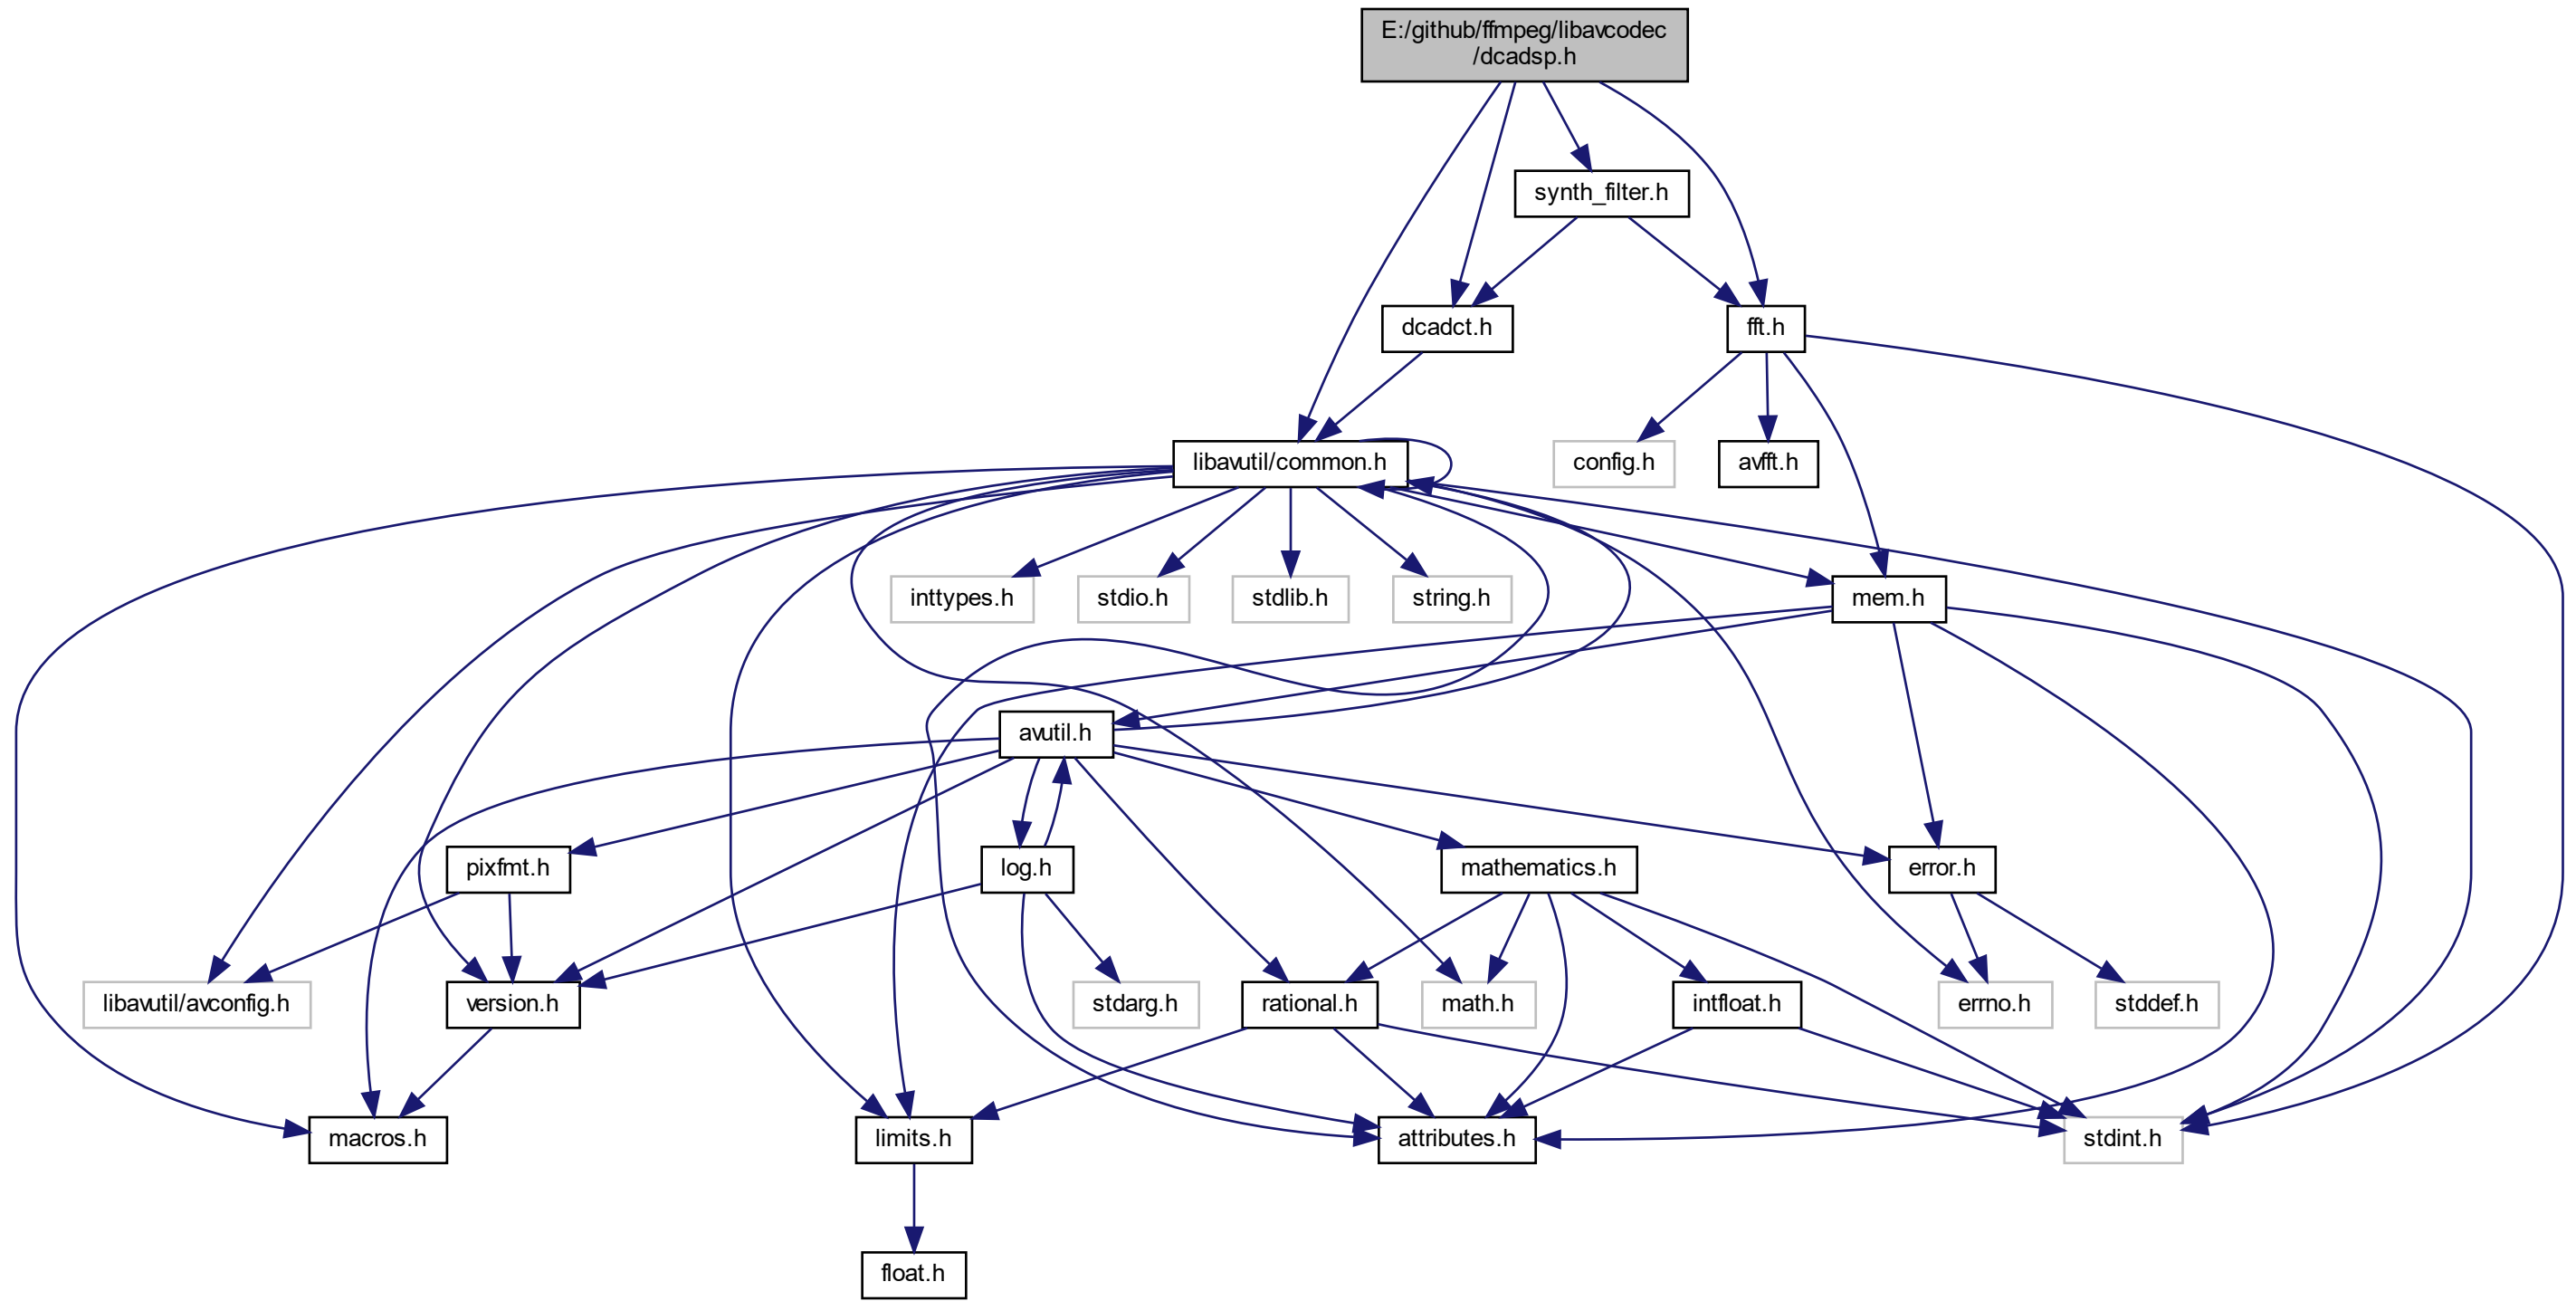 E:/github/ffmpeg/libavcodec
/dcadsp.h
synth_filter.h
dcadct.h
fft.h
libavutil/common.h
config.h
avfft.h
inttypes.h
stdio.h
stdlib.h
string.h
mem.h
avutil.h
pixfmt.h
log.h
mathematics.h
error.h
libavutil/avconfig.h
version.h
stdarg.h
rational.h
math.h
intfloat.h
errno.h
stddef.h
macros.h
limits.h
attributes.h
stdint.h
float.h